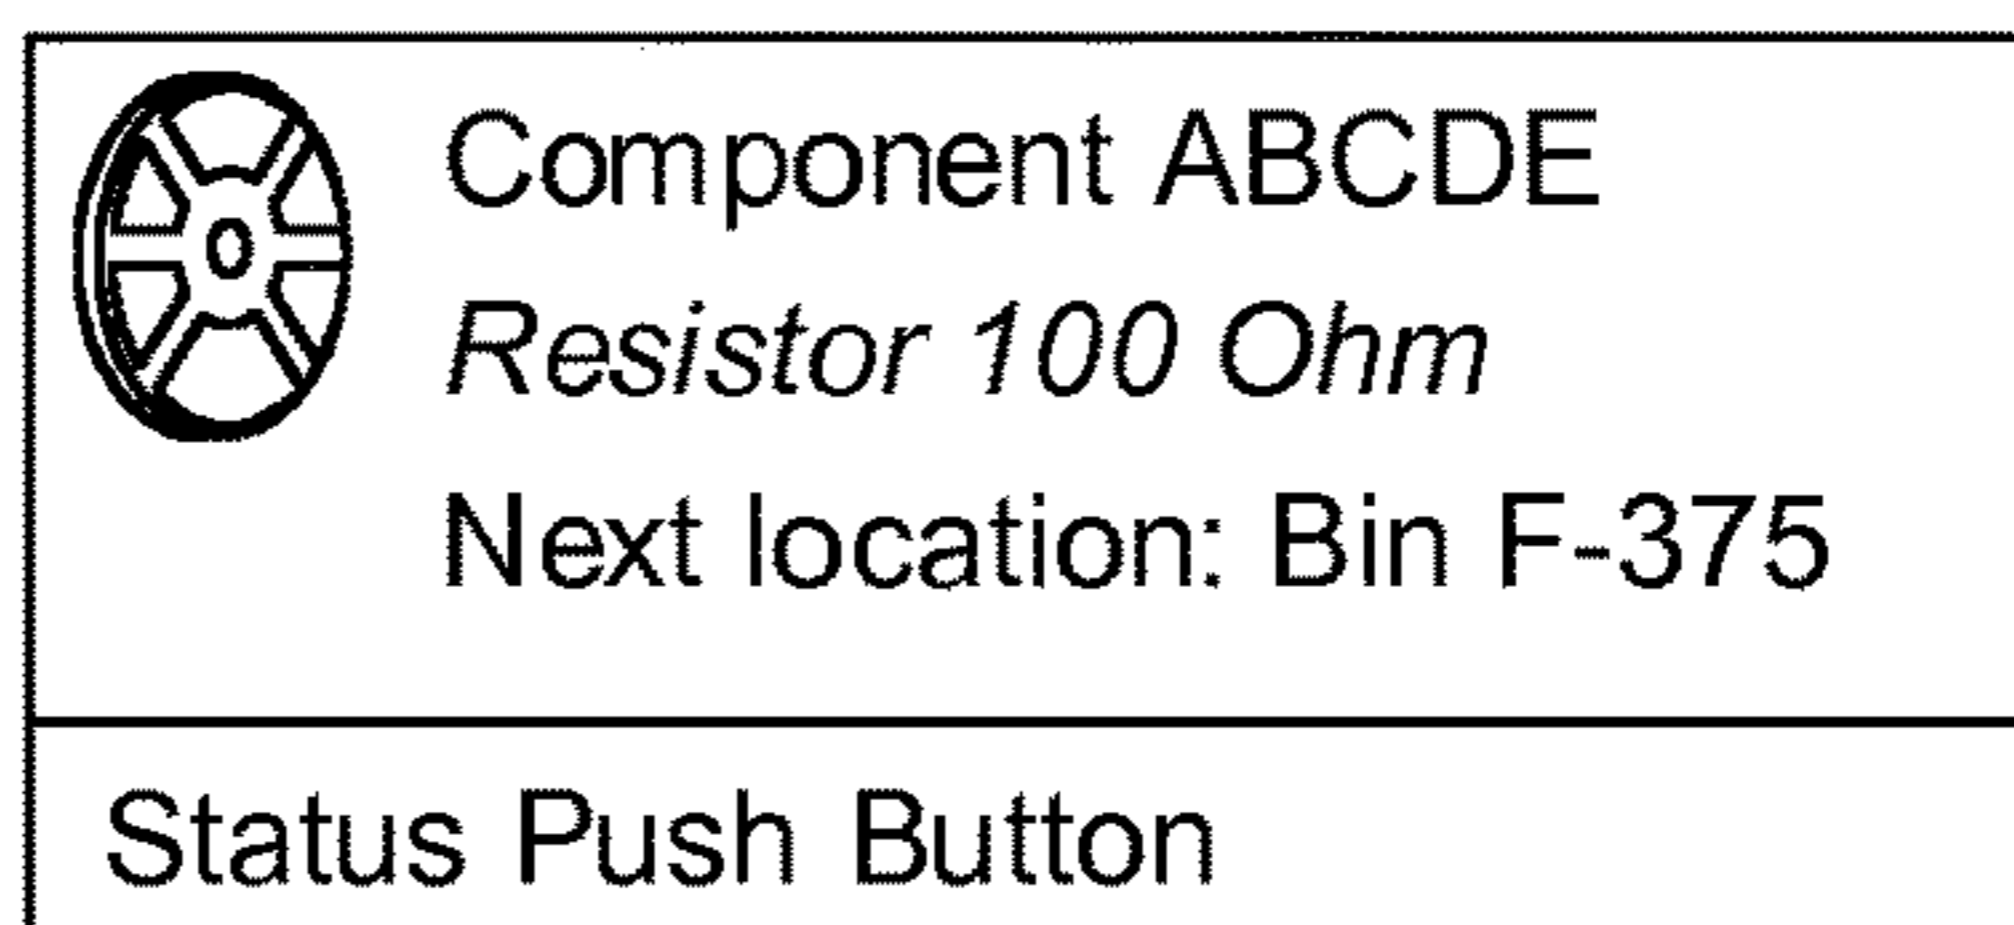 Component ABCDE
Resistor 100 Ohm
Next location: Bin F-375
Status Push Button